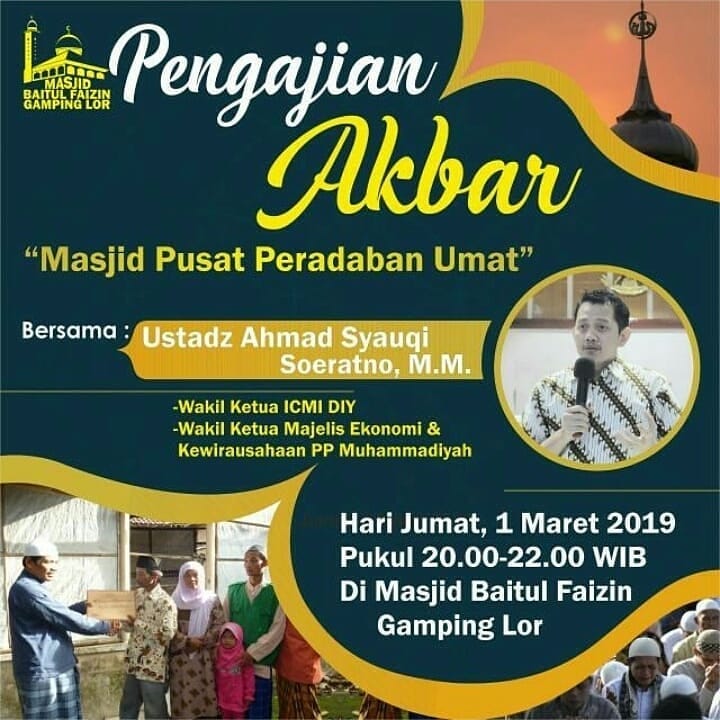 MASJID
BAITUL FAIZIN
GAMPING LOR
Pengajian
Akbar
“Masjid Pusat Peradaban Umat”
Bersama : Ustadz Ahmad Syauqi
Soeratno, M.M.
-Wakil Ketua ICMI DIY
-Wakil Ketua Majelis Ekonomi &
Kewirausahaan PP Muhammadiyah
Hari Jumat, 1 Maret 2019
Pukul 20.00-22.00 WIB
Di Masjid Baitul Faizin
Gamping Lor